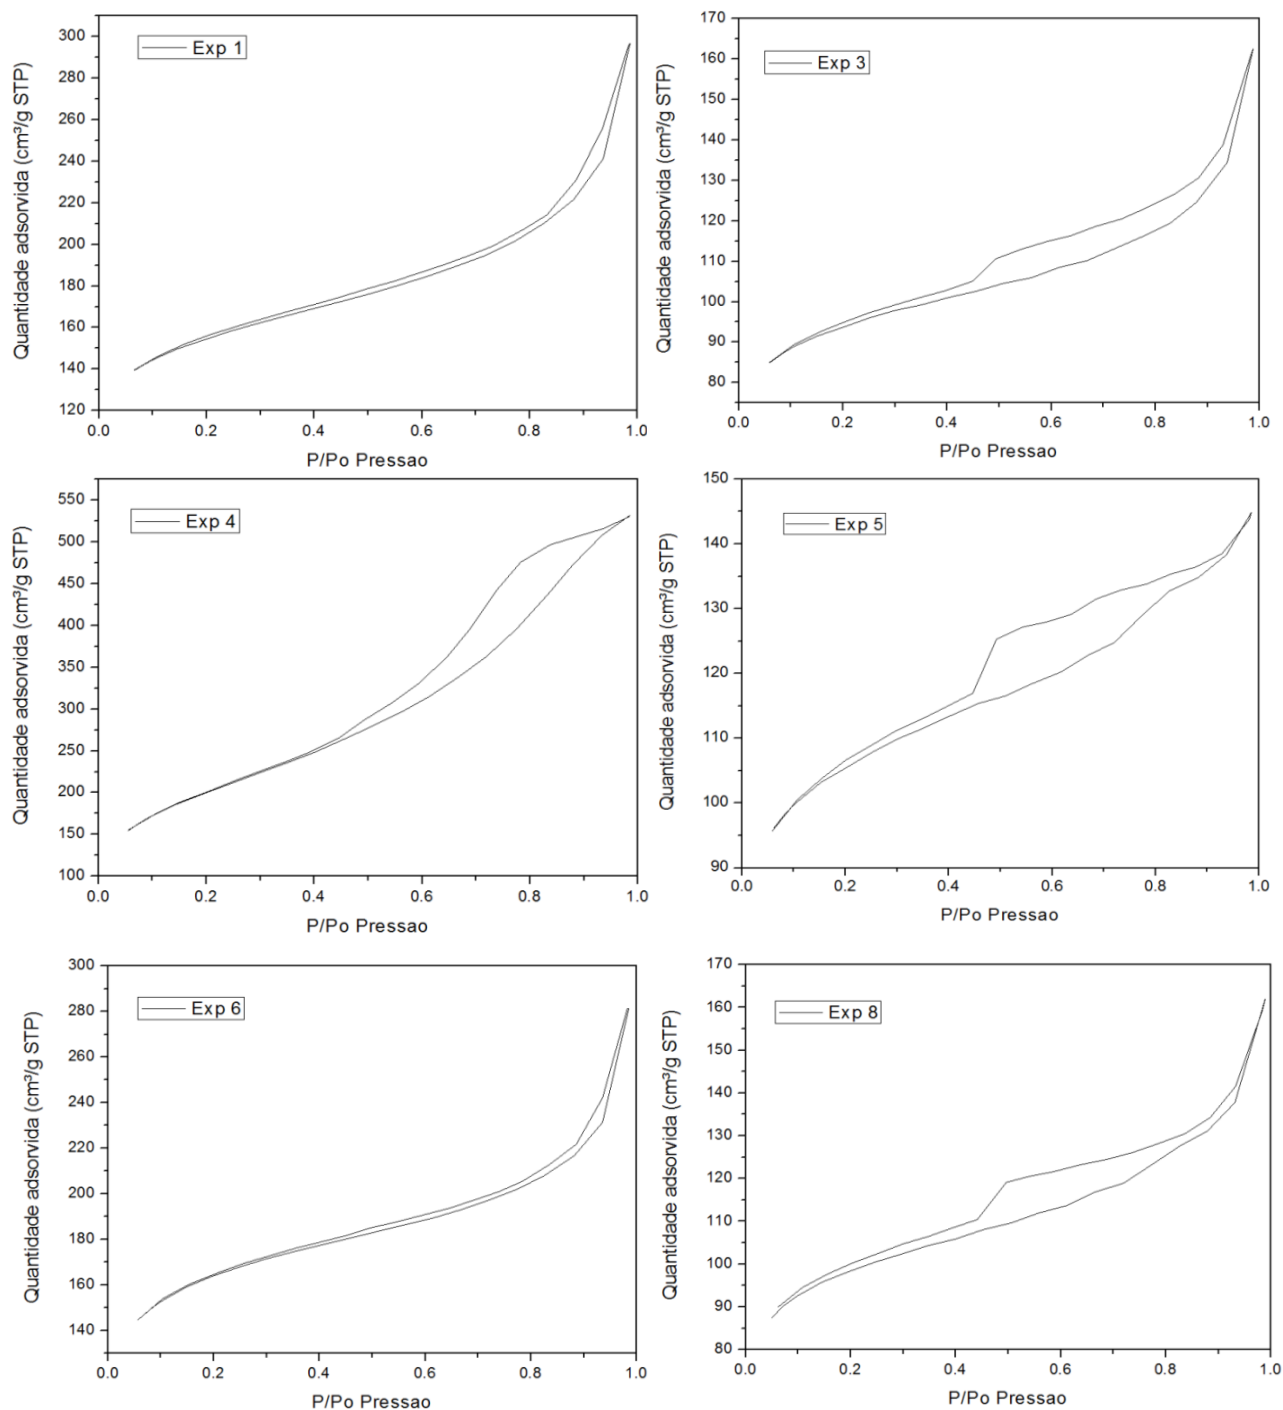 Exp 1
Quantidade adsorvida (cm³/g STP)
300
280
260
240
220
200
180
160
140
120
0.0 0.2 0.4 0.6 0.8 1.0
P/Po Pressao
Exp 3
Quantidade adsorvida (cm³/g STP)
170
160
150
140
130
120
110
100
90
80
0.0 0.2 0.4 0.6 0.8 1.0
P/Po Pressao
Exp 4
Quantidade adsorvida (cm³/g STP)
550
500
450
400
350
300
250
200
150
100
0.0 0.2 0.4 0.6 0.8 1.0
P/Po Pressao
Exp 5
Quantidade adsorvida (cm³/g STP)
150
140
130
120
110
100
90
0.0 0.2 0.4 0.6 0.8 1.0
P/Po Pressao
Exp 6
Quantidade adsorvida (cm³/g STP)
300
280
260
240
220
200
180
160
140
0.0 0.2 0.4 0.6 0.8 1.0
P/Po Pressao
Exp 8
Quantidade adsorvida (cm³/g STP)
170
160
150
140
130
120
110
100
90
80
0.0 0.2 0.4 0.6 0.8 1.0
P/Po Pressao